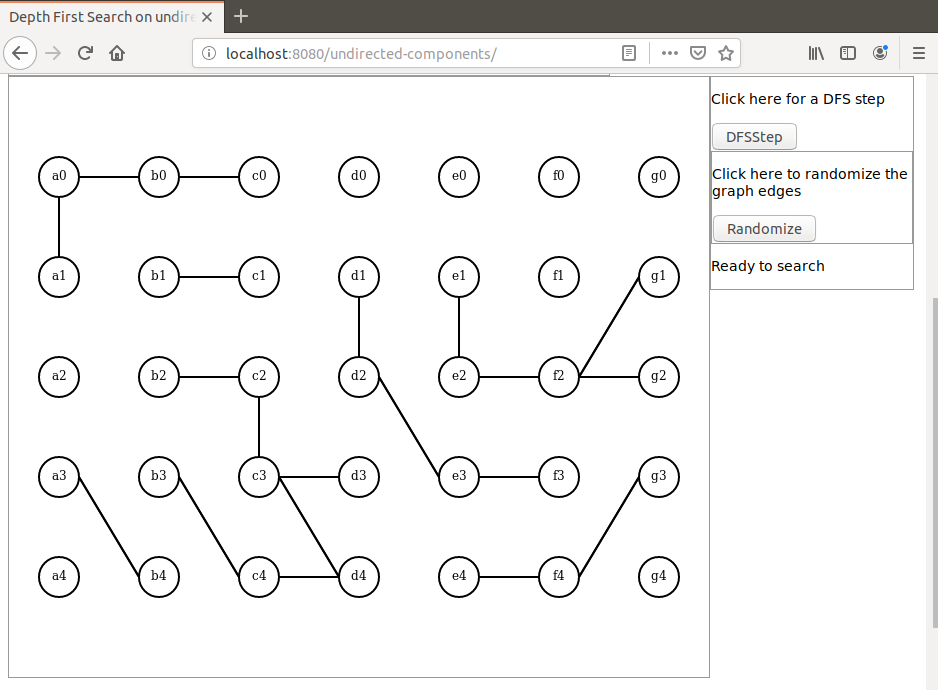 Depth First Search on undire
localhost:8080/undirected-components/
Click here for a DFS step
DFSStep
Click here to randomize the
graph edges
Randomize
Ready to search
a0 b0 c0 d0 e0 f0 g0
a1 b1 c1 d1 e1 f1 g1
a2 b2 c2 d2 e2 f2 g2
a3 b3 c3 d3 e3 f3 g3
a4 b4 c4 d4 e4 f4 g4